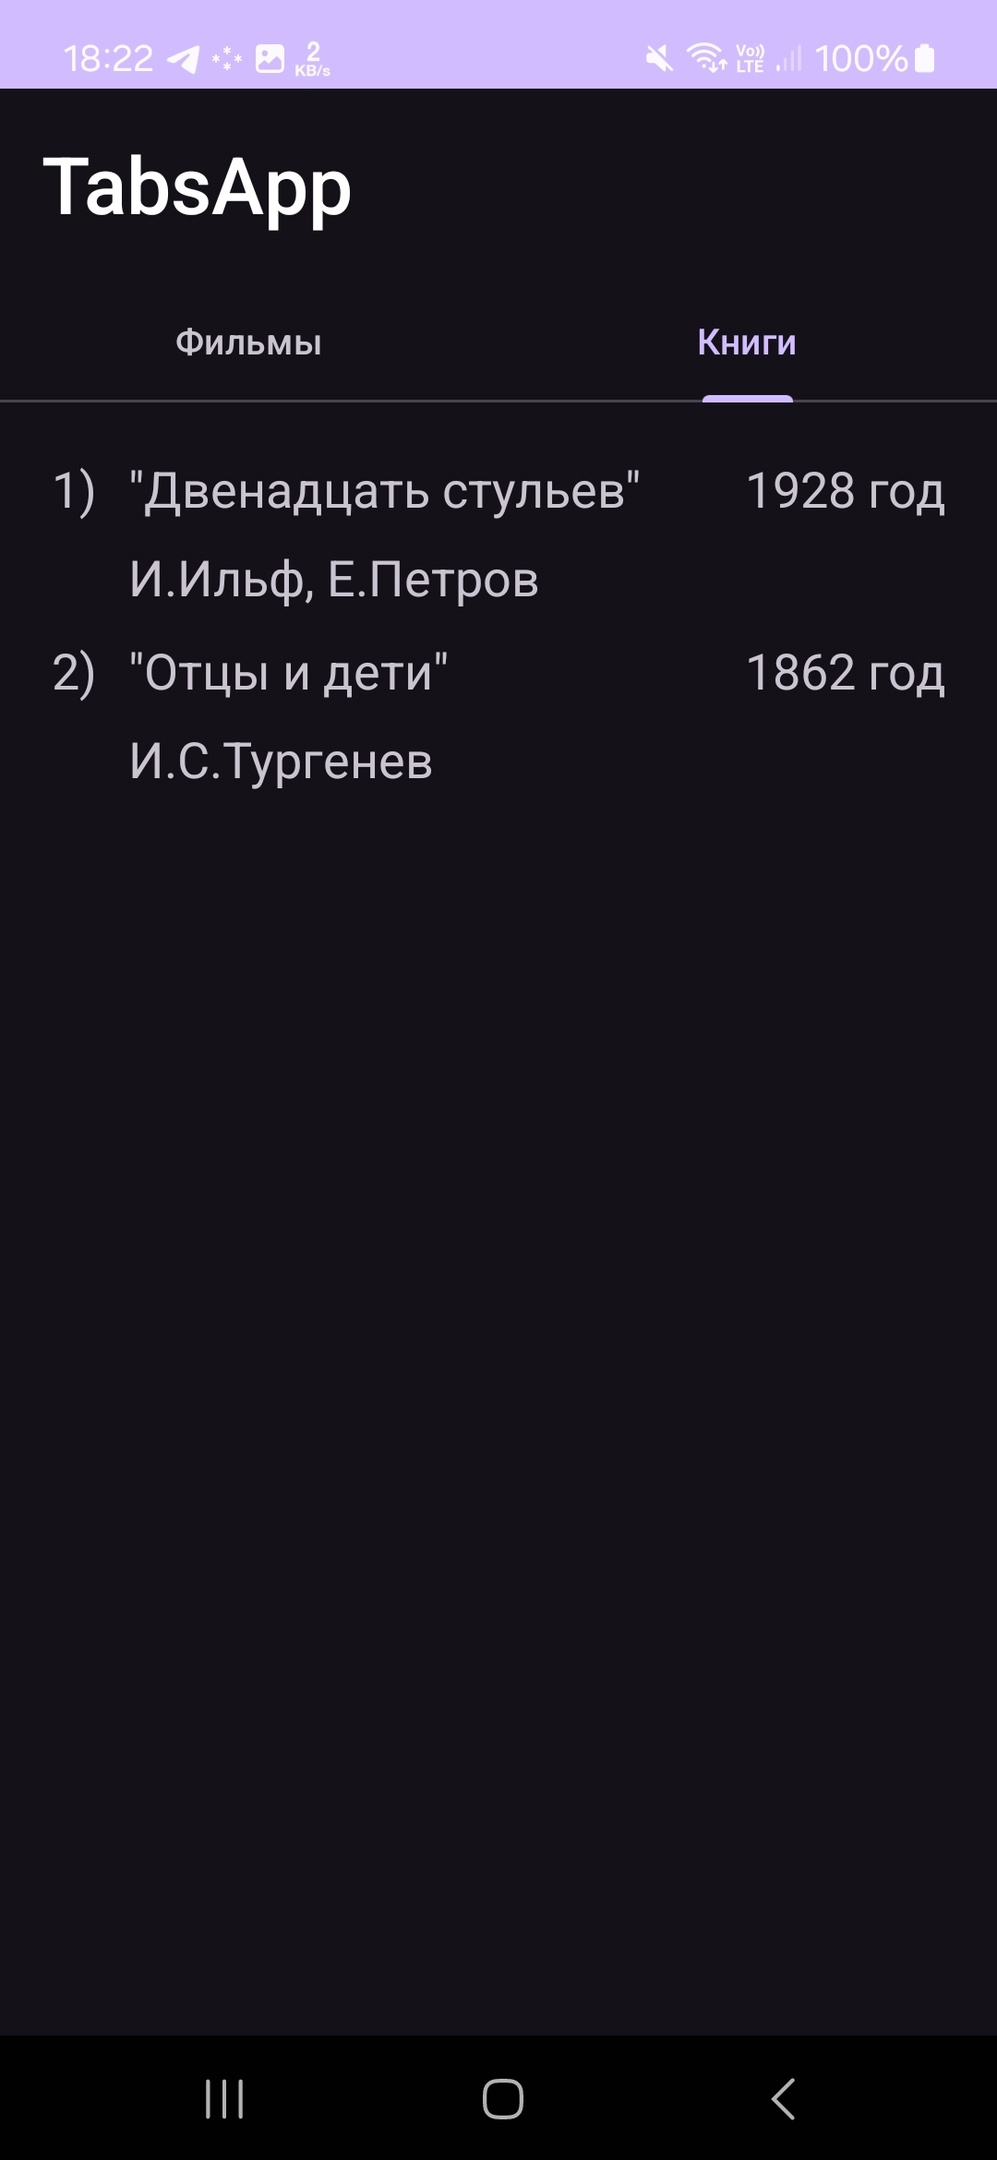 18:22 2 KB/s Vo)) LTE 100%
TabsApp
Фильмы Книги
1) "Двенадцать стульев" 1928 год
И.Ильф, Е.Петров
2) "Отцы и дети" 1862 год
И.С.Тургенев